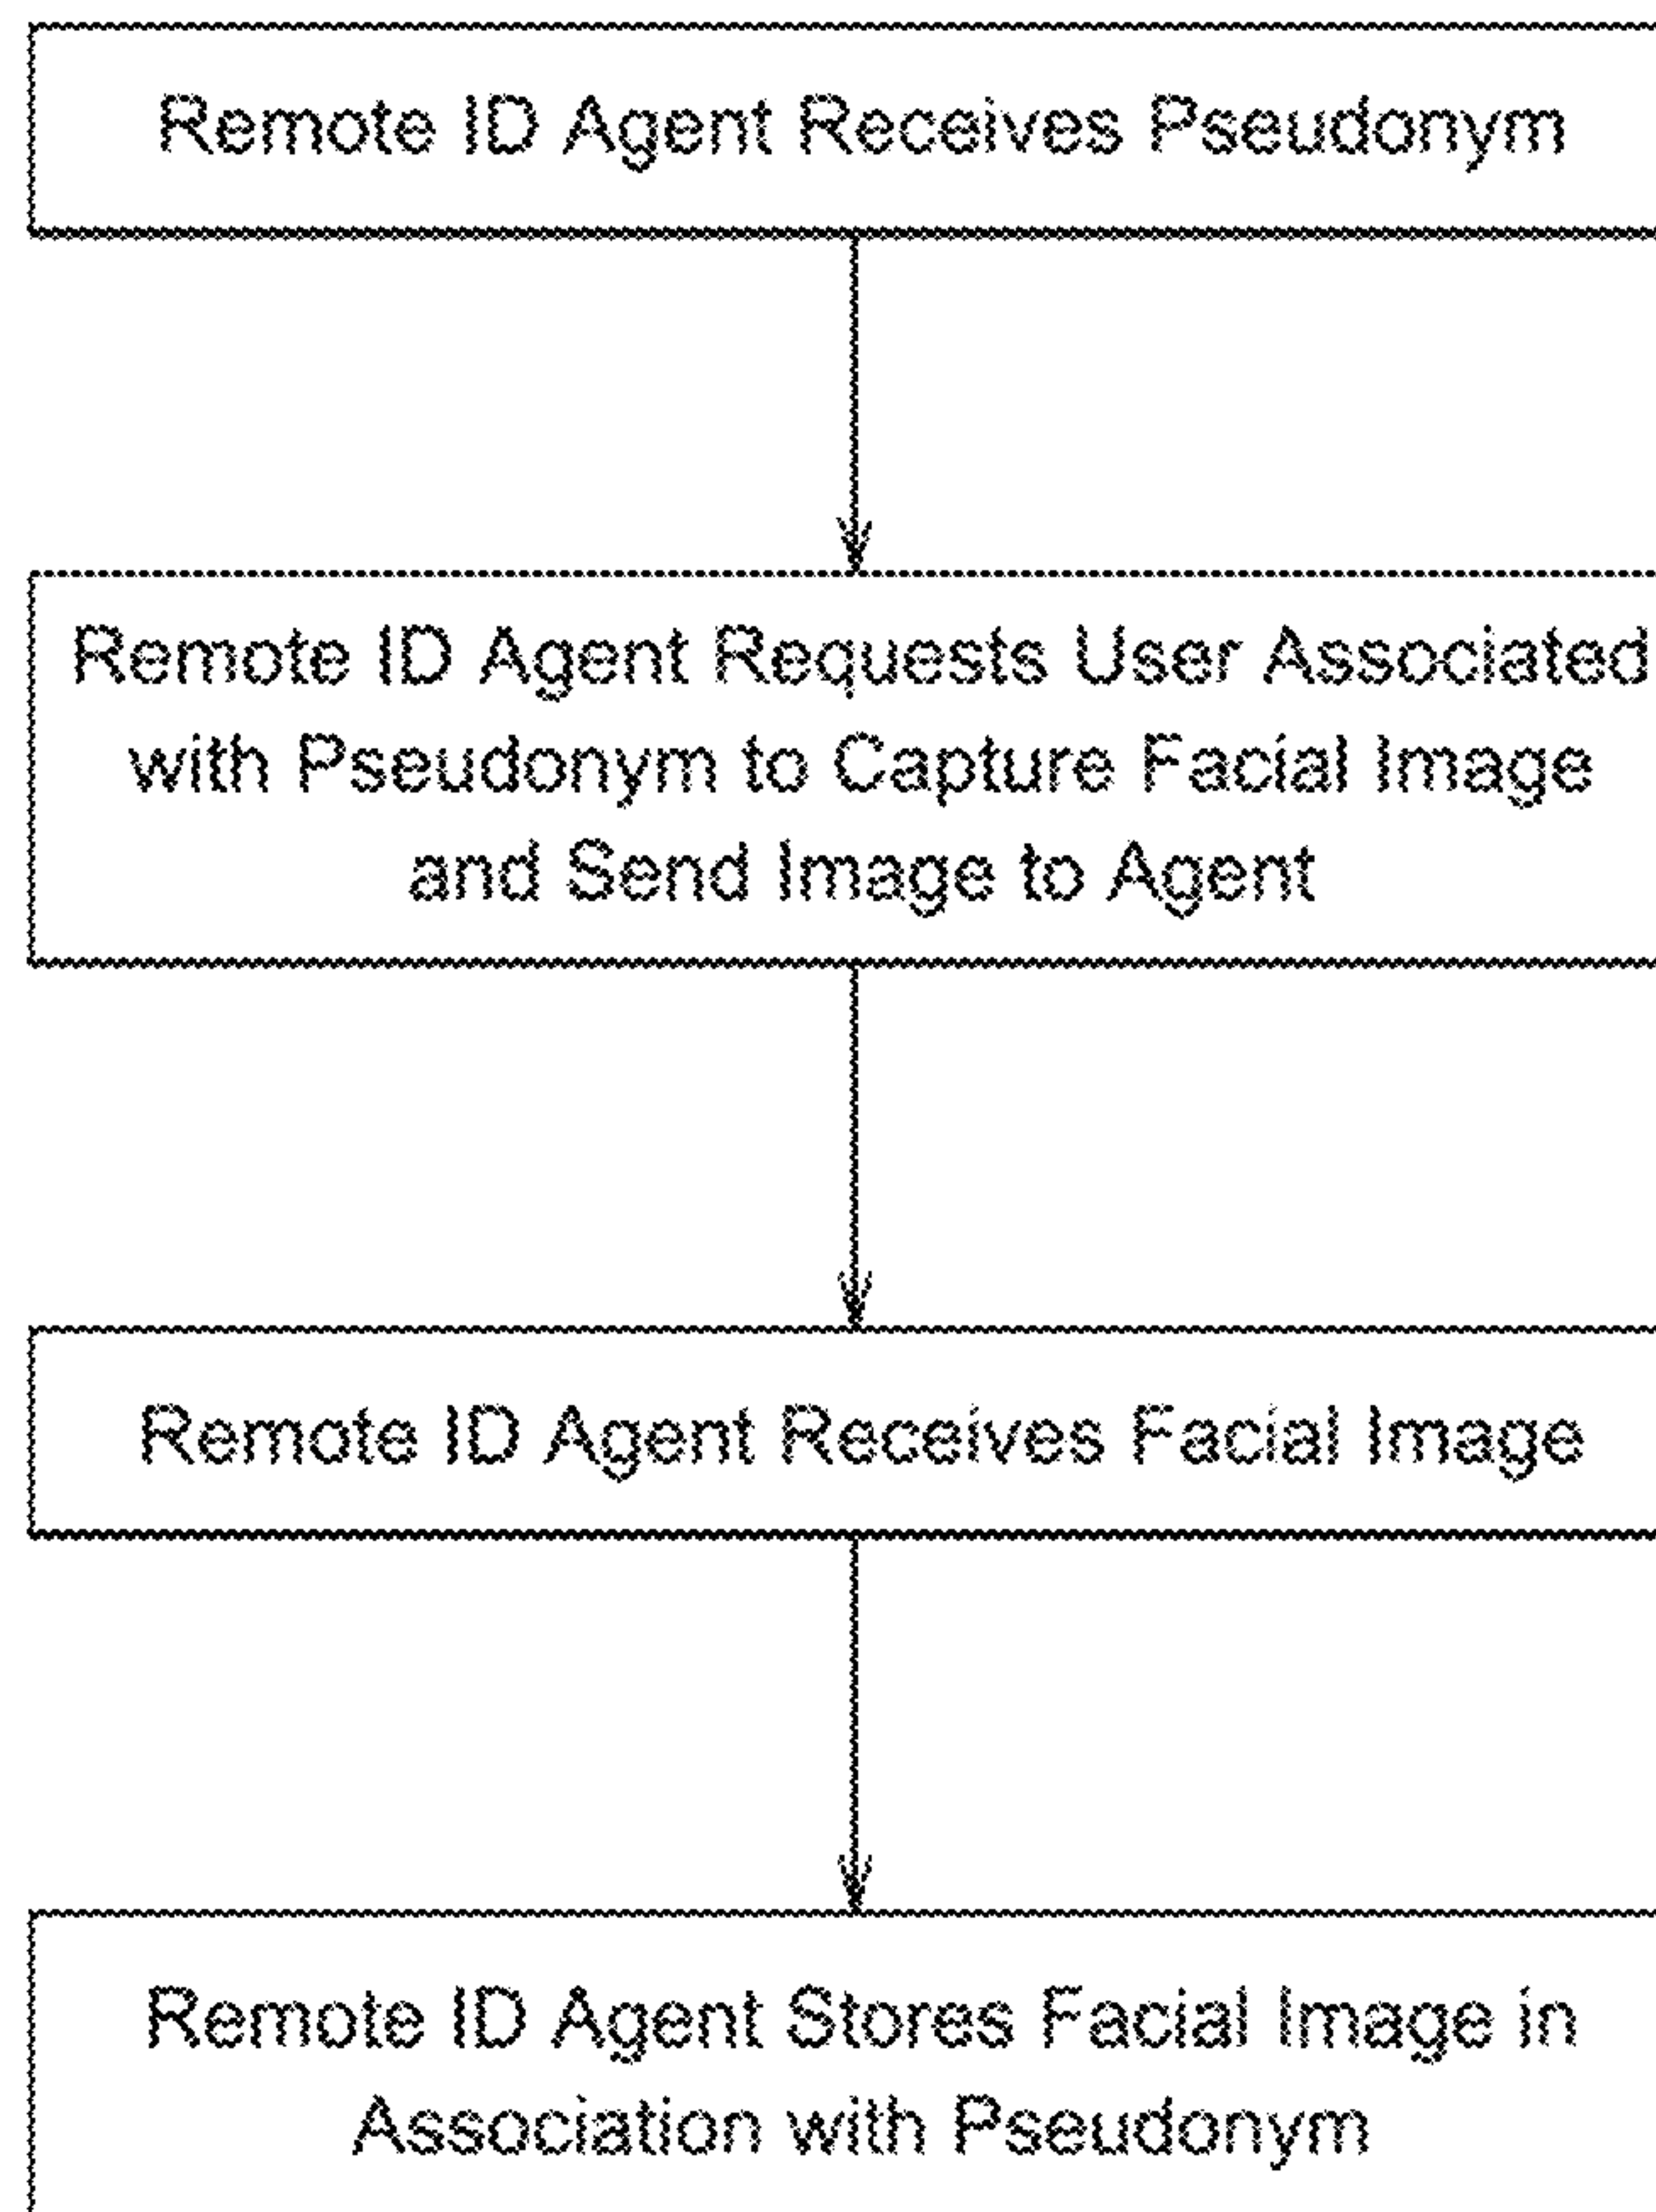 Remote ID Agent Receives Pseudonym
Remote ID Agent Requests User Associated
with Pseudonym to Capture Facial Image
and Send Image to Agent
Remote ID Agent Receives Facial Image
Remote ID Agent Stores Facial Image in
Association with Pseudonym